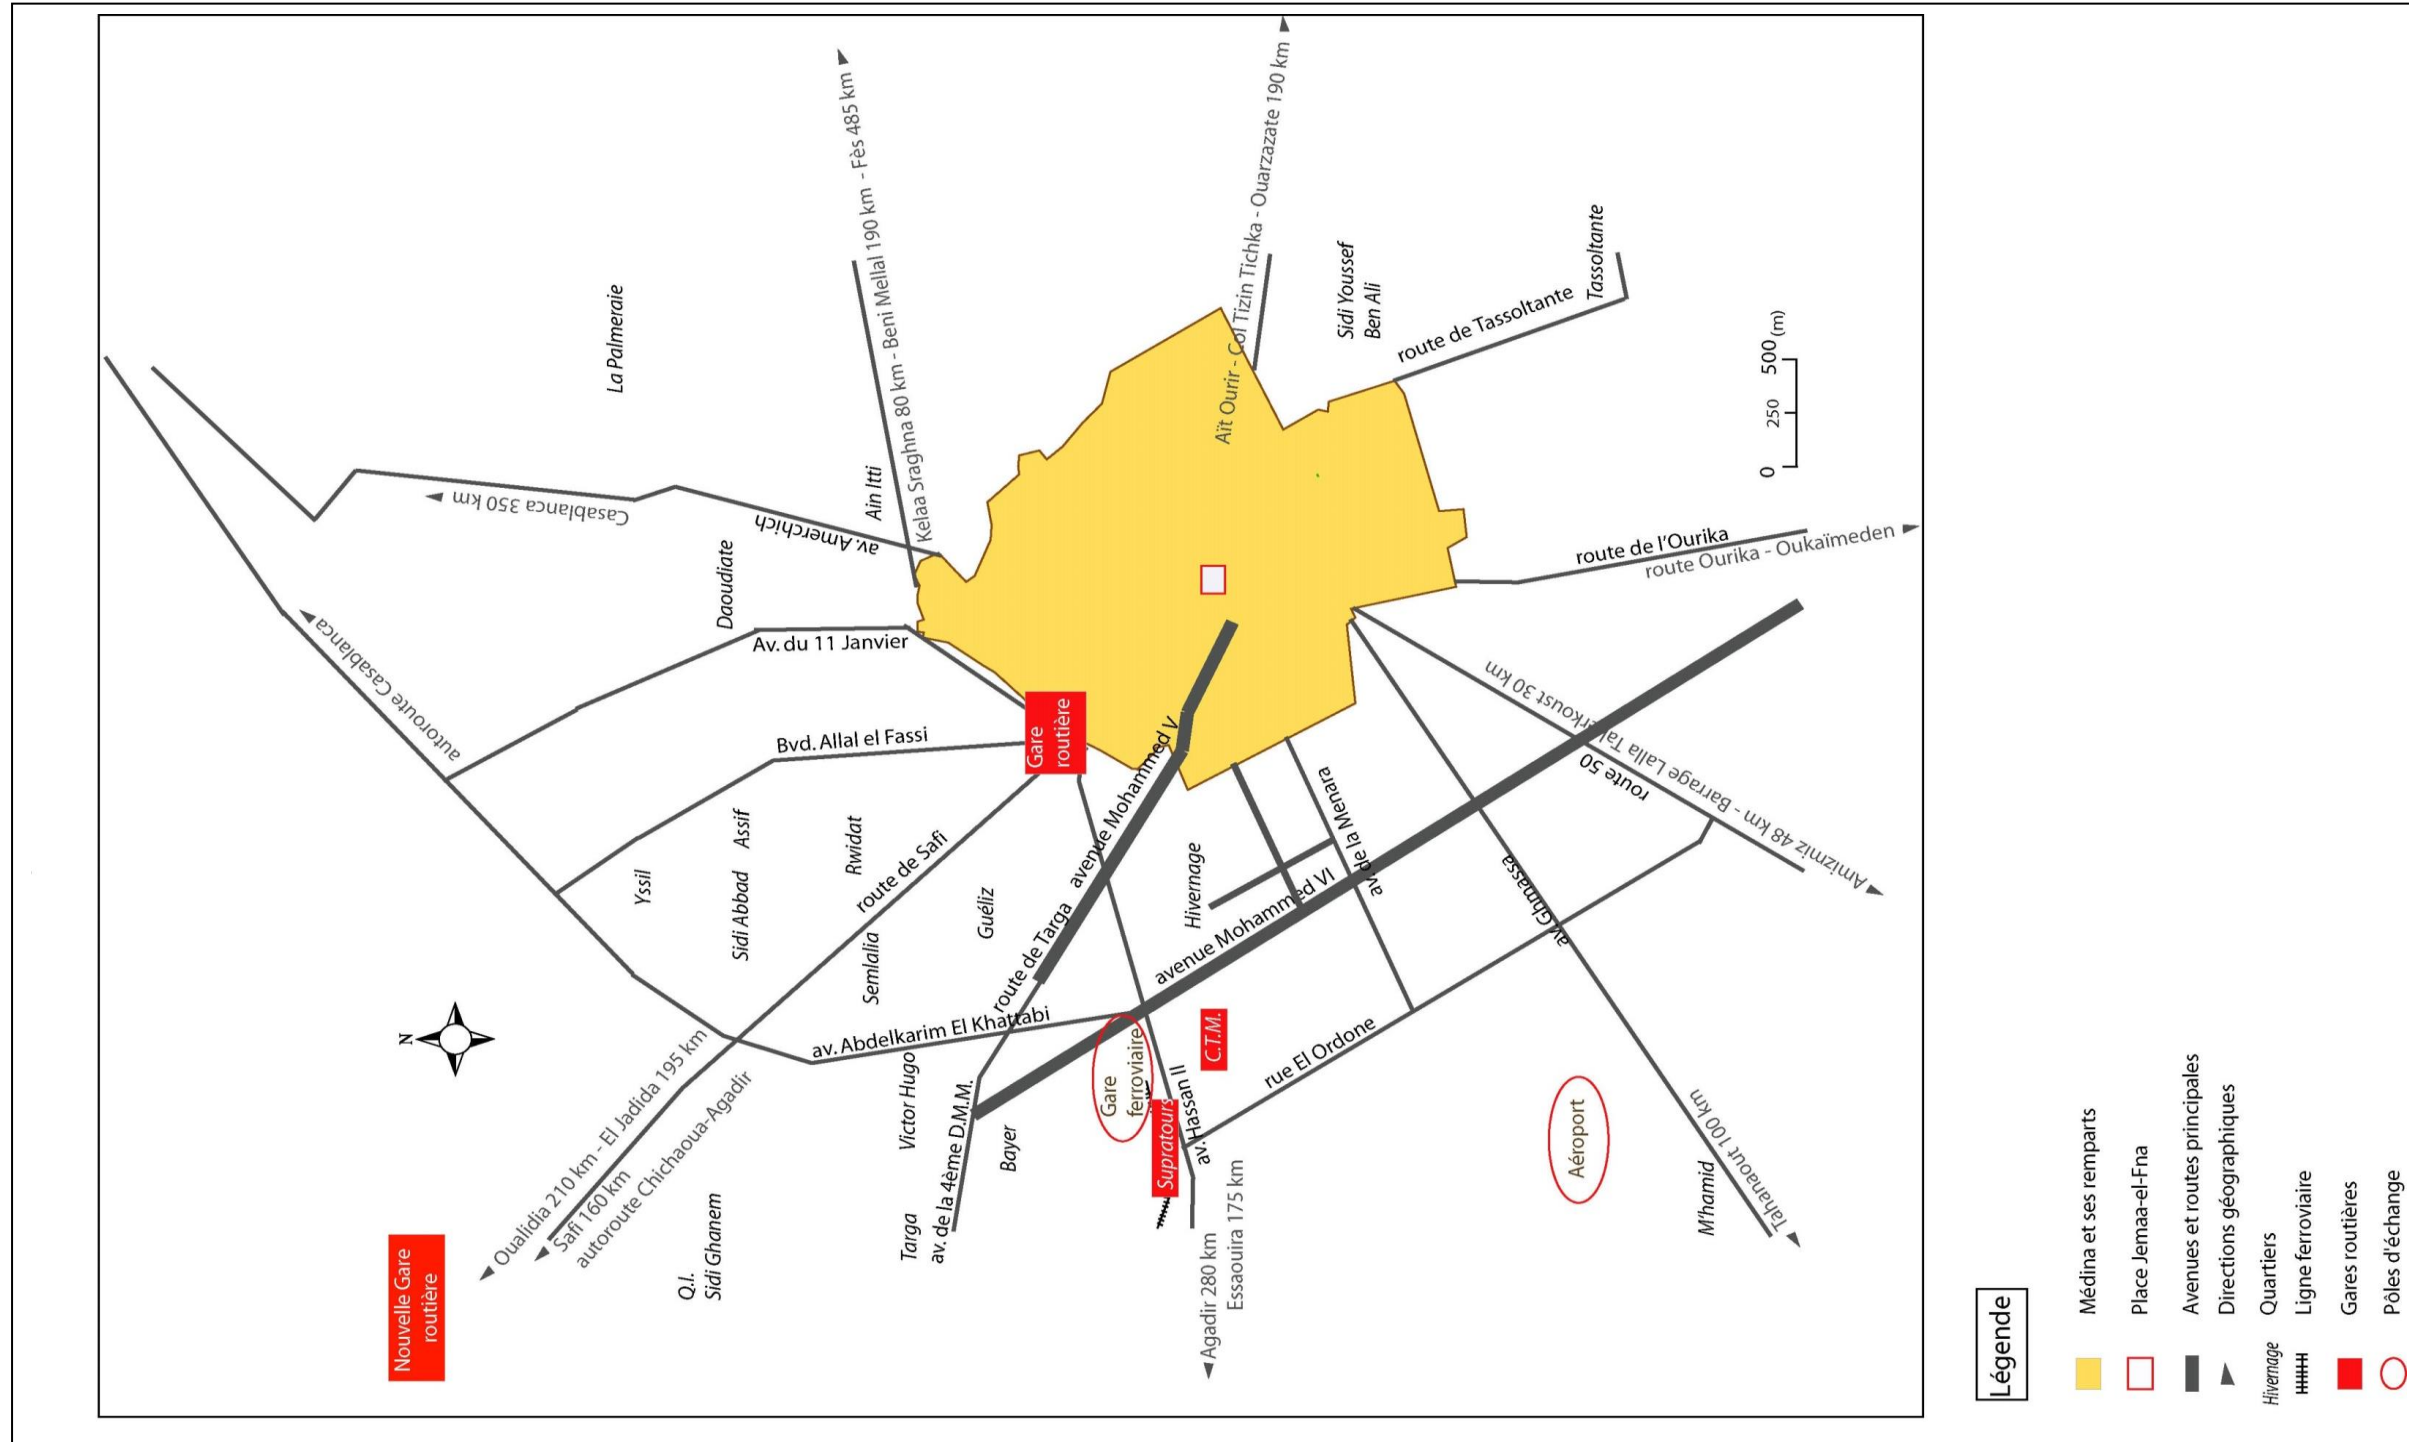 Kelaa Sraghna 80 km - Beni Mellal 190 km - Fès 485 km
Aït Ourir - Col Tizin Tichka - Ouarzazate 190 km
La Palmeraie
Casablanca 350 km
av. Amerchich
Ain Itti
Daoudiate
Av. du 11 Janvier
autoroute Casablanca
Bvd. Allal el Fassi
Gare
routière
Yssil
Sidi Abbad
Assif
Rwidat
route de Safi
Semlalia
Guéliz
avenue Mohammed V
route de Targa
av. Abdelkarim El Khattabi
Hivernage
avenue Mohammed VI
av. de la Menara
Sidi Youssef
Ben Ali
route de Tassoltante
Tassoltante
0
250
500 (m)
route de l'Ourika
route Ourika - Oukaïmeden
Amizmiz 48 km - Barrage Lalla
30 km
route 50
av. Ghmassa
Tahanaout 100 km
rue El Ordone
M'hamid
Aéroport
C.T.M.
Gare
ferroviaire
Supratours
av. Hassan II
Agadir 280 km
Essaouira 175 km
Victor Hugo
Bayer
av. de la 4ème D.M.M.
Targa
Q.I.
Sidi Ghanem
Oualidia 210 km - El Jadida 195 km
Safi 160 km
autoroute Chichaoua-Agadir
Nouvelle Gare
routière
N
Légende
Médina et ses remparts
Place Jemaa-el-Fna
Avenues et routes principales
Directions géographiques
Hivernage Quartiers
Ligne ferroviaire
Gares routières
Pôles d'échange